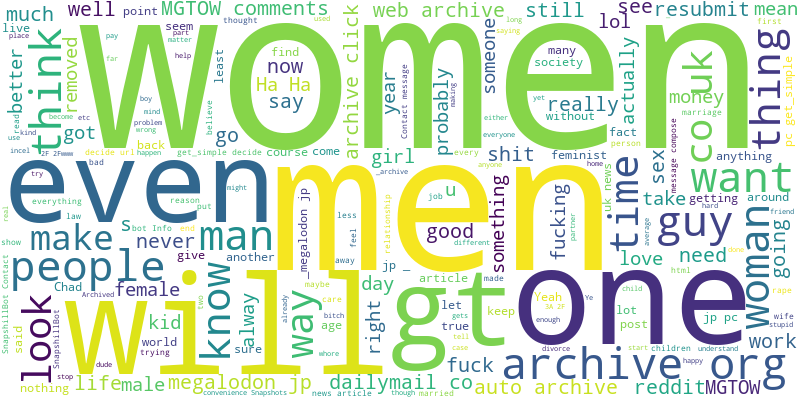 much
well
point
MGTOW comments
web archive
still
see
resubmit
mean
live
thought
used
seem
place
women
think
removed
better
least
find
now
Ha Ha
say
archive click
year
many
society
someone
lol
long
saying
first
actually
co uk
thing
part
matter
help
pay
far
become
read
boy
mind
problem
wrong
kind
etc
use
incel
got
back
go
believe
Contact message
making
probably
really
without
yet
either
everyone
fact
money
marriage
person
pc get_simple
message compose
bad
decide url
happen
get_simple decide
course
come
girl
every
shit
feminist
anyone
uk news
sex
anything
home
_archive
even
men
want
try
everything
reason
might
law
put
real
less
feel
job
u
good
different
something
fucking
time
take
getting
hard
around
guy
average
friend
woman
going
make
never
s
bot Info
end
man
relationship
_megalodon jp
partner
love
need
people
show
Chad
female
give
another
jp _
away
day
article
made
Yeah
html
child
done
rape
SnapshillBot Contact
Archived
SnapshillBot
said
look
will
know
two
kid
world
trying
alway
way
already
maybe
care
bitch
age
right
let
true
gets
gt
keep
enough
one
lot
post
jp pc
wife
stupid
work
stop
dude
sure
whore
fuck
tell
case
divorce
start
children
understand
happy
nothing
life
male
megalodon jp
dailymail co
auto archive
archive org
reddit
MGTOW
convenience Snapshots
news article
though
married